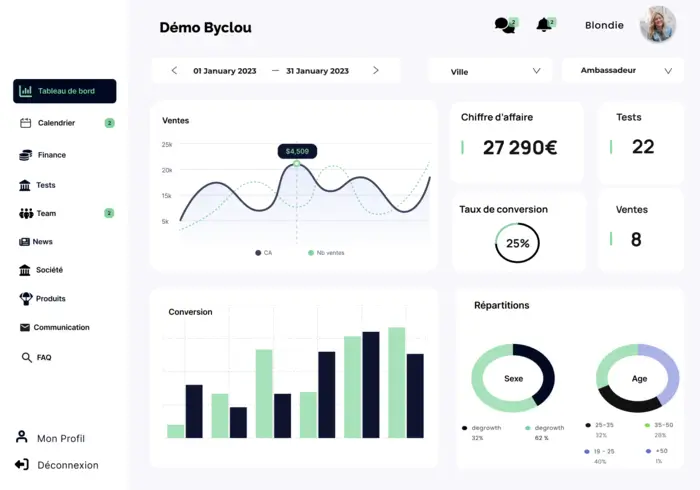 Démo Byclou
2
2
Blondie
01 January 2023 — 31 January 2023
Ville
Ambassadeur
Tableau de bord
Calendrier 2
Finance
Tests
Team 2
News
Société
Produits
Communication
FAQ
Mon Profil
Déconnexion
Ventes
25k
20k
15k
5k
$4,509
CA
Nb ventes
Chiffre d'affaire
27 290€
Tests
22
Taux de conversion
25%
Ventes
8
Conversion
Répartitions
Sexe
degrowth
32%
degrowth
62 %
Age
25-35
32%
35-50
26%
18 - 25
40%
+50
1%